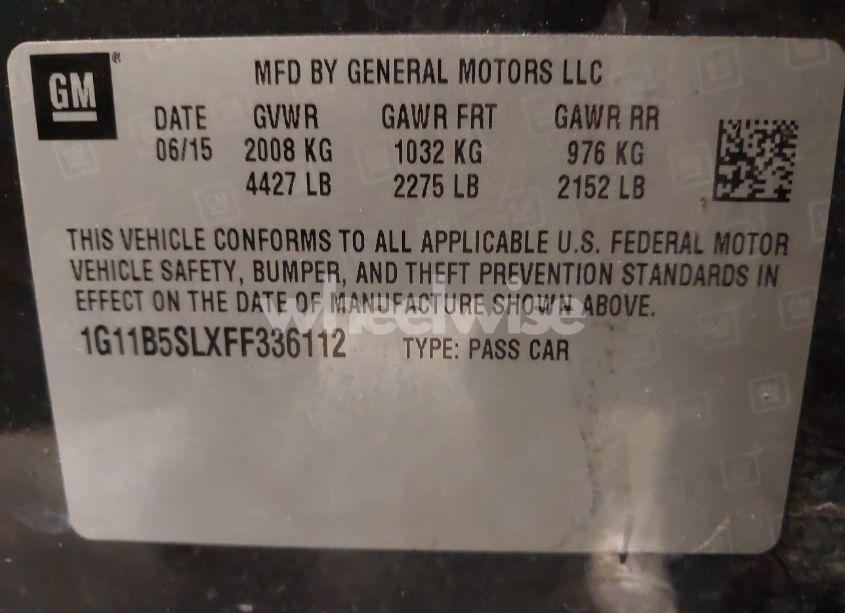 GM ®
MFD BY GENERAL MOTORS LLC
DATE GVWR GAWR FRT GAWR RR
06/15 2008 KG 1032 KG 976 KG
4427 LB 2275 LB 2152 LB
THIS VEHICLE CONFORMS TO ALL APPLICABLE U.S. FEDERAL MOTOR
VEHICLE SAFETY, BUMPER, AND THEFT PREVENTION STANDARDS IN
EFFECT ON THE DATE OF MANUFACTURE SHOWN ABOVE.
wheelwise
1G11B5SLXFF336112 TYPE: PASS CAR